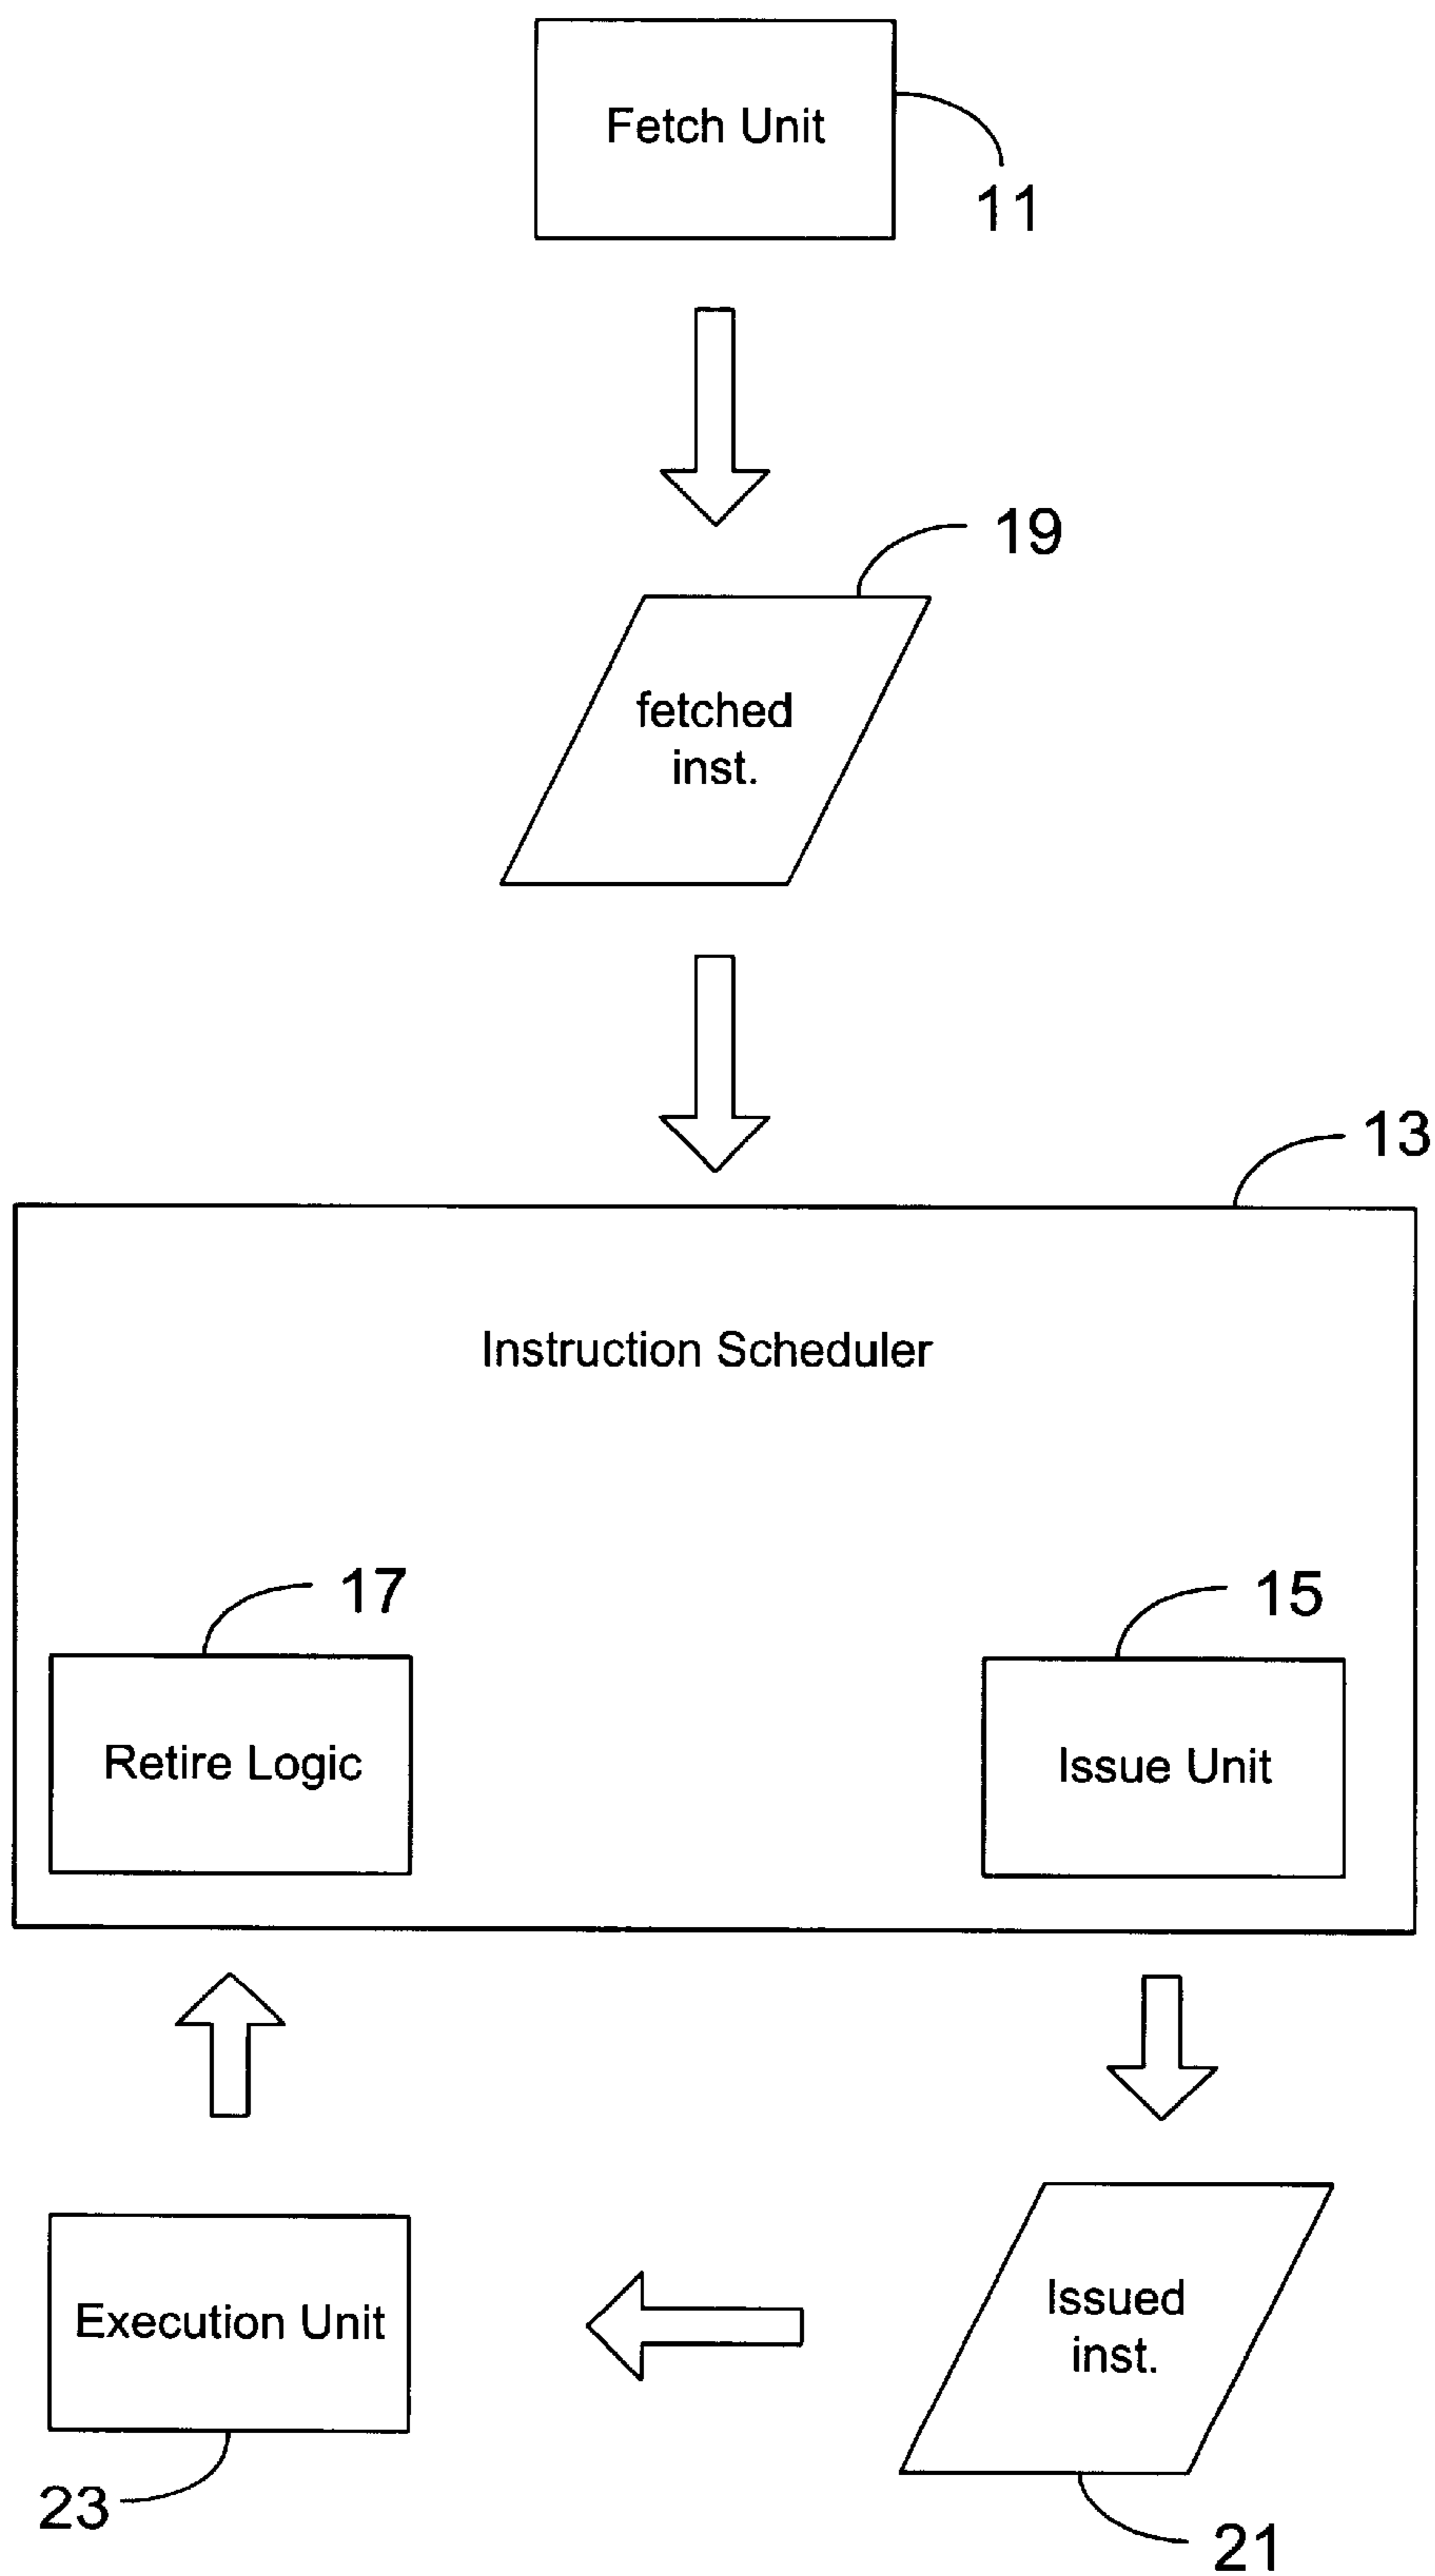 Fetch Unit
11
19
fetched
inst.
13
Instruction Scheduler
17
15
Retire Logic
Issue Unit
Execution Unit
Issued
inst.
23
21